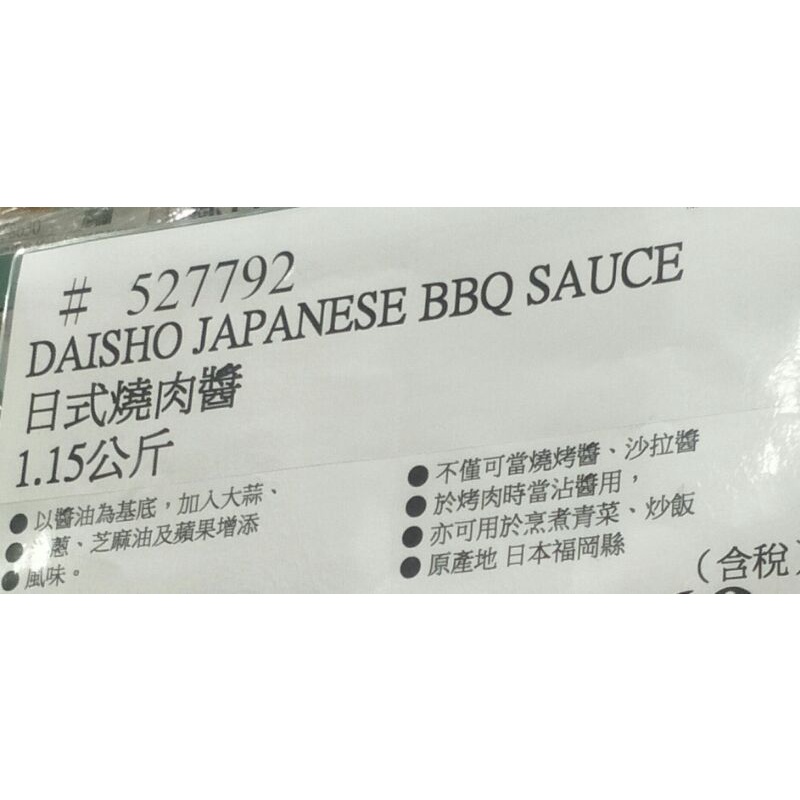 # 527792
DAISHO JAPANESE BBQ SAUCE
日式燒肉醬
1.15公斤
● 以醬油為基底，加入大蒜、
● 蔥、芝麻油及蘋果增添
● 風味。
● 不僅可當燒烤醬、沙拉醬
● 於烤肉時當沾醬用，
● 亦可用於烹煮青菜、炒飯
● 原產地 日本福岡縣
（含稅）